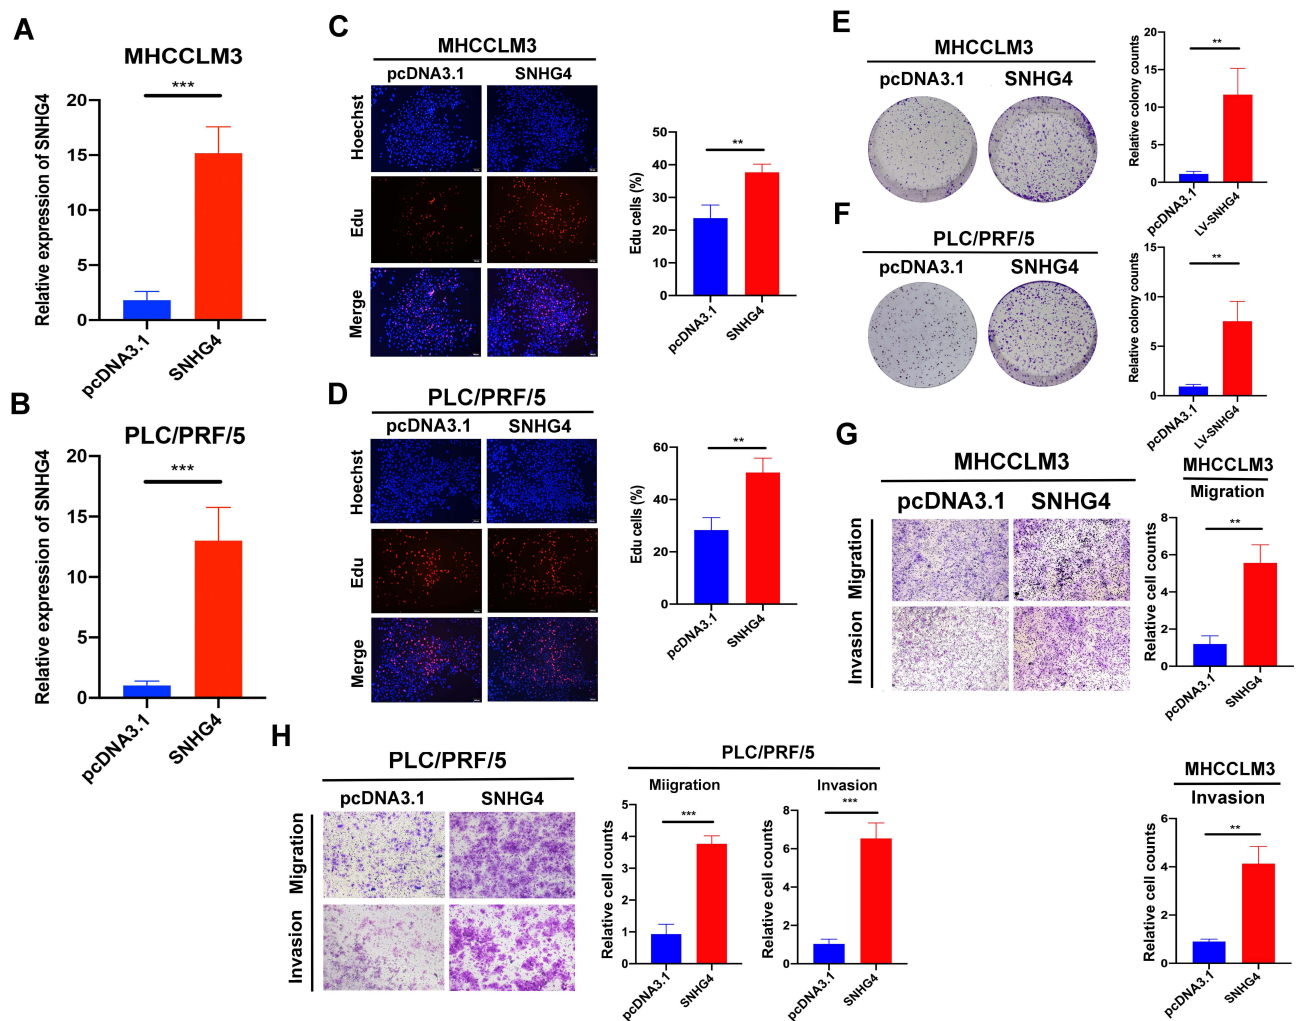 A
MHCCLM3
Relative expression of SNHG4
20
15
10
5
0
***
pcDNA3.1
SNHG4
B
PLC/PRF/5
Relative expression of SNHG4
20
15
10
5
0
***
pcDNA3.1
SNHG4
C
MHCCLM3
pcDNA3.1 SNHG4
Hoechst
Edu
Merge
Edu cells (%)
50
40
30
20
10
0
**
pcDNA3.1
SNHG4
D
PLC/PRF/5
pcDNA3.1 SNHG4
Hoechst
Edu
Merge
Edu cells (%)
60
40
20
0
**
pcDNA3.1
SNHG4
E
MHCCLM3
pcDNA3.1 SNHG4
Relative colony counts
20
15
10
5
0
**
pcDNA3.1
LV-SNHG4
F
PLC/PRF/5
pcDNA3.1 SNHG4
Relative colony counts
15
10
5
0
**
pcDNA3.1
LV-SNHG4
G
MHCCLM3
pcDNA3.1 SNHG4
Migration
Invasion
MHCCLM3
Migration
Relative cell counts
8
6
4
2
0
**
pcDNA3.1
SNHG4
MHCCLM3
Invasion
Relative cell counts
6
4
2
0
**
pcDNA3.1
SNHG4
H
PLC/PRF/5
pcDNA3.1 SNHG4
Migration
Invasion
PLC/PRF/5
Miigration
Relative cell counts
5
4
3
2
1
0
***
pcDNA3.1
SNHG4
Invasion
Relative cell counts
8
6
4
2
0
***
pcDNA3.1
SNHG4